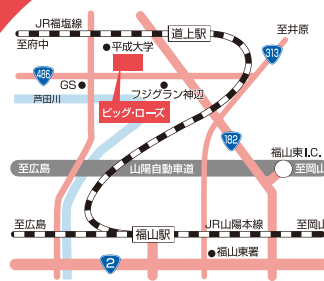 JR福塩線
至府中
平成大学
道上駅
至井原
313
486
GS
フジグラン神辺
芦田川
ビッグ・ローズ
182
福山東I.C.
至広島
山陽自動車道
至岡山
至広島
JR山陽本線
至岡山
福山駅
福山東署
2